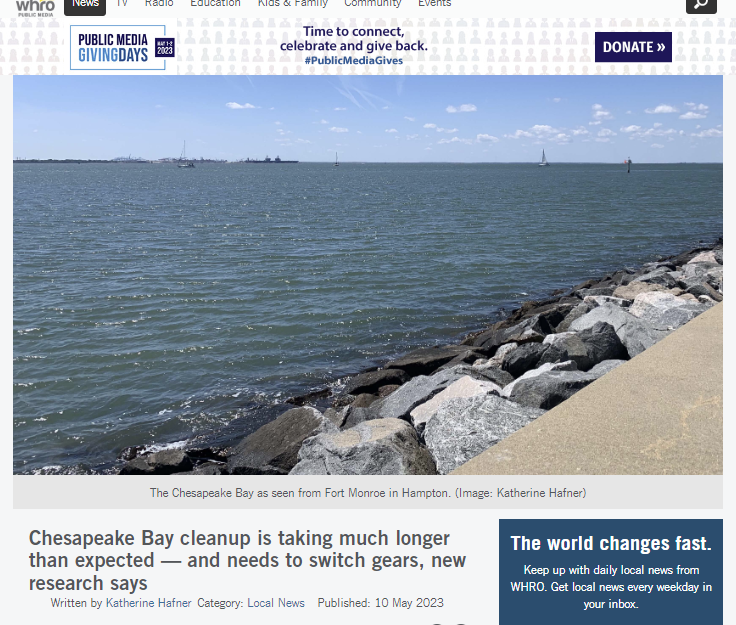 whro
PUBLIC MEDIA
News TV Radio Education Kids & Family Community Events
PUBLIC MEDIA
GIVINGDAYS
MAY 1-2
2023
Time to connect,
celebrate and give back.
#PublicMediaGives
DONATE »
The Chesapeake Bay as seen from Fort Monroe in Hampton. (Image: Katherine Hafner)
Chesapeake Bay cleanup is taking much longer
than expected — and needs to switch gears, new
research says
Written by Katherine Hafner Category: Local News Published: 10 May 2023
The world changes fast.
Keep up with daily local news from
WHRO. Get local news every weekday in
your inbox.